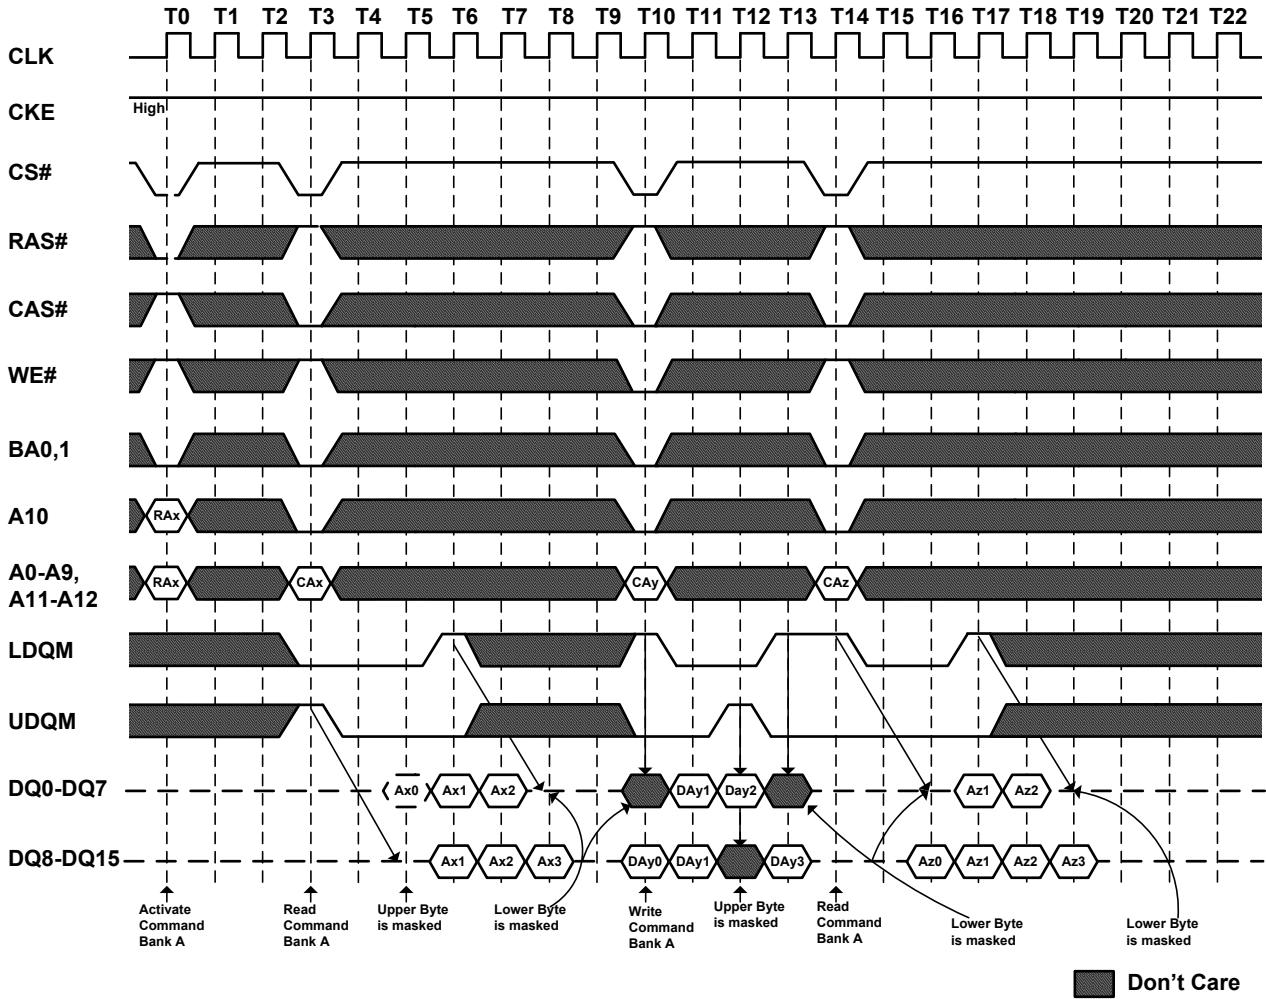 T0 T1 T2 T3 T4 T5 T6 T7 T8 T9 T10 T11 T12 T13 T14 T15 T16 T17 T18 T19 T20 T21 T22
CLK
CKE
High
CS#
RAS#
CAS#
WE#
BA0,1
A10
RAx
A0-A9,
A11-A12
RAx CAx CAy CAz
LDQM
UDQM
DQ0-DQ7
Ax0 Ax1 Ax2 DAy1 Day2 Az1 Az2
DQ8-DQ15
Ax1 Ax2 Ax3 DAy0 DAy1 DAy3 Az0 Az1 Az2 Az3
Activate
Command
Bank A
Read
Command
Bank A
Upper Byte
is masked
Lower Byte
is masked
Write
Command
Bank A
Upper Byte
is masked
Read
Command
Bank A
Lower Byte
is masked
Lower Byte
is masked
Don't Care